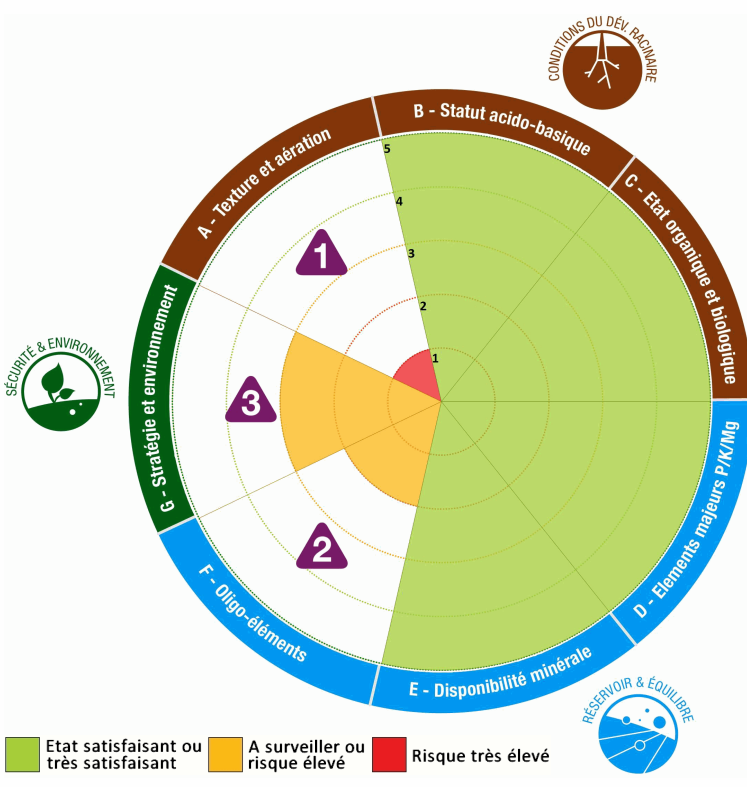 CONDITIONS DU DÉV. RACINAIRE
B - Statut acido-basique
A - Texture et aération
C - Etat organique et biologique
5
4
3
2
1
1
SÉCURITÉ & ENVIRONNEMENT
G - Stratégie et environnement
3
2
D - Elements majeurs P/K/Mg
F - Oligo-éléments
E - Disponibilité minérale
RÉSERVOIR & ÉQUILIBRE
Etat satisfaisant ou
très satisfaisant
A surveiller ou
risque élevé
Risque très élevé